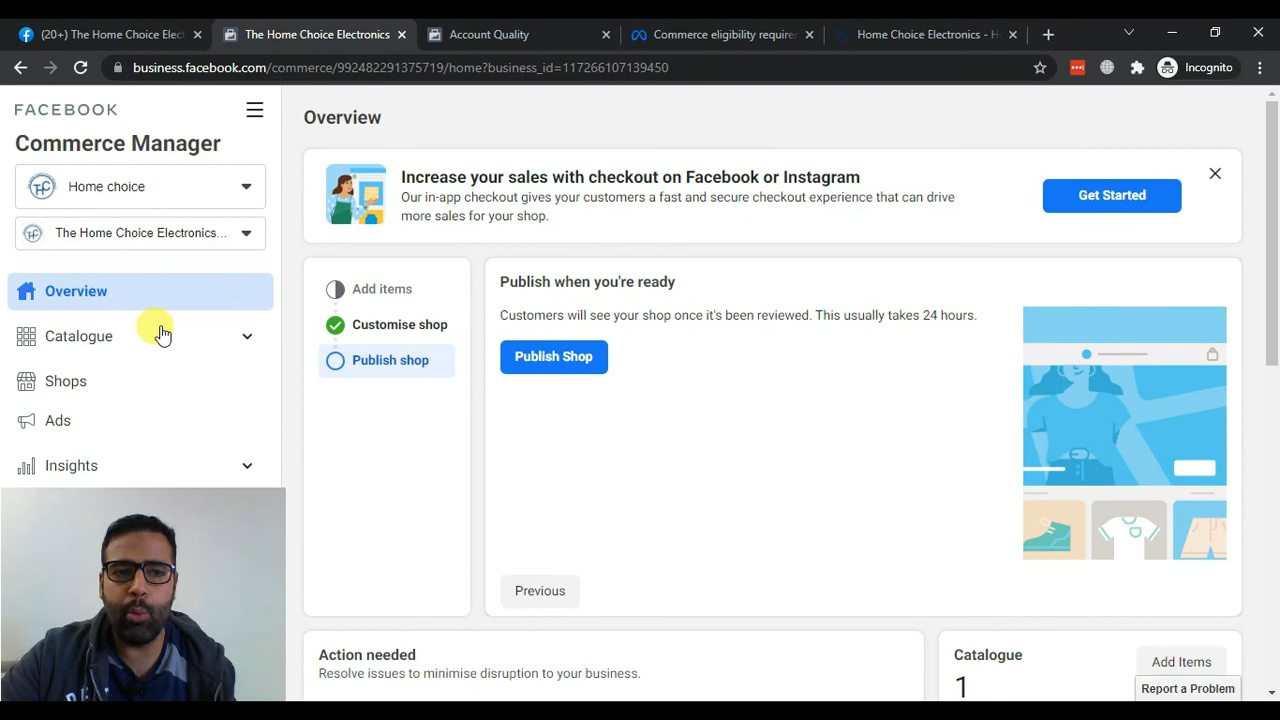 (20+) The Home Choice Elect
The Home Choice Electronics
Account Quality
Commerce eligibility require
Home Choice Electronics - H
business.facebook.com/commerce/992482291375719/home?business_id=117266107139450
Incognito
FACEBOOK
Commerce Manager
Home choice
The Home Choice Electronics...
Overview
Catalogue
Shops
Ads
Insights
Overview
Increase your sales with checkout on Facebook or Instagram
Our in-app checkout gives your customers a fast and secure checkout experience that can drive
more sales for your shop.
Get Started
Add items
Customise shop
Publish shop
Publish when you're ready
Customers will see your shop once it's been reviewed. This usually takes 24 hours.
Publish Shop
Previous
Action needed
Resolve issues to minimise disruption to your business.
Catalogue
Add Items
1
Report a Problem